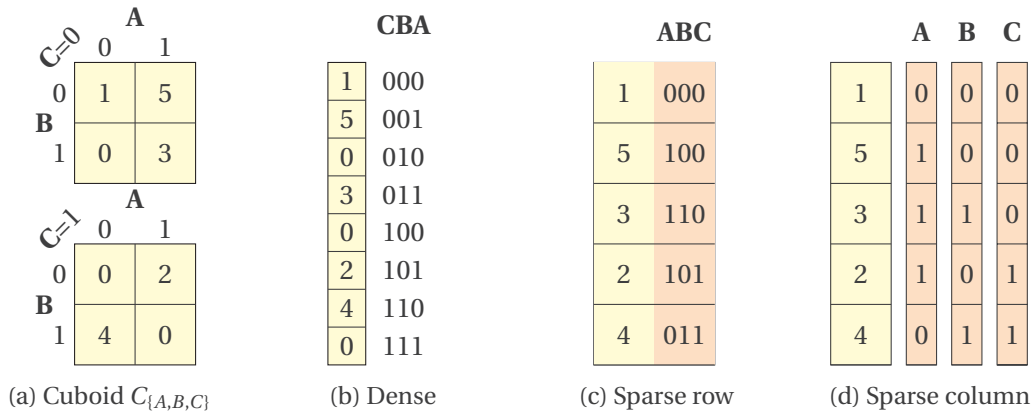 A
C=0
0 1
0 1 5
B
1 0 3
A
C=1
0 1
0 0 2
B
1 4 0
(a) Cuboid C{A,B,C}
CBA
1 000
5 001
0 010
3 011
0 100
2 101
4 110
0 111
(b) Dense
ABC
1 000
5 100
3 110
2 101
4 011
(c) Sparse row
A B C
1 0 0 0
5 1 0 0
3 1 1 0
2 1 0 1
4 0 1 1
(d) Sparse column